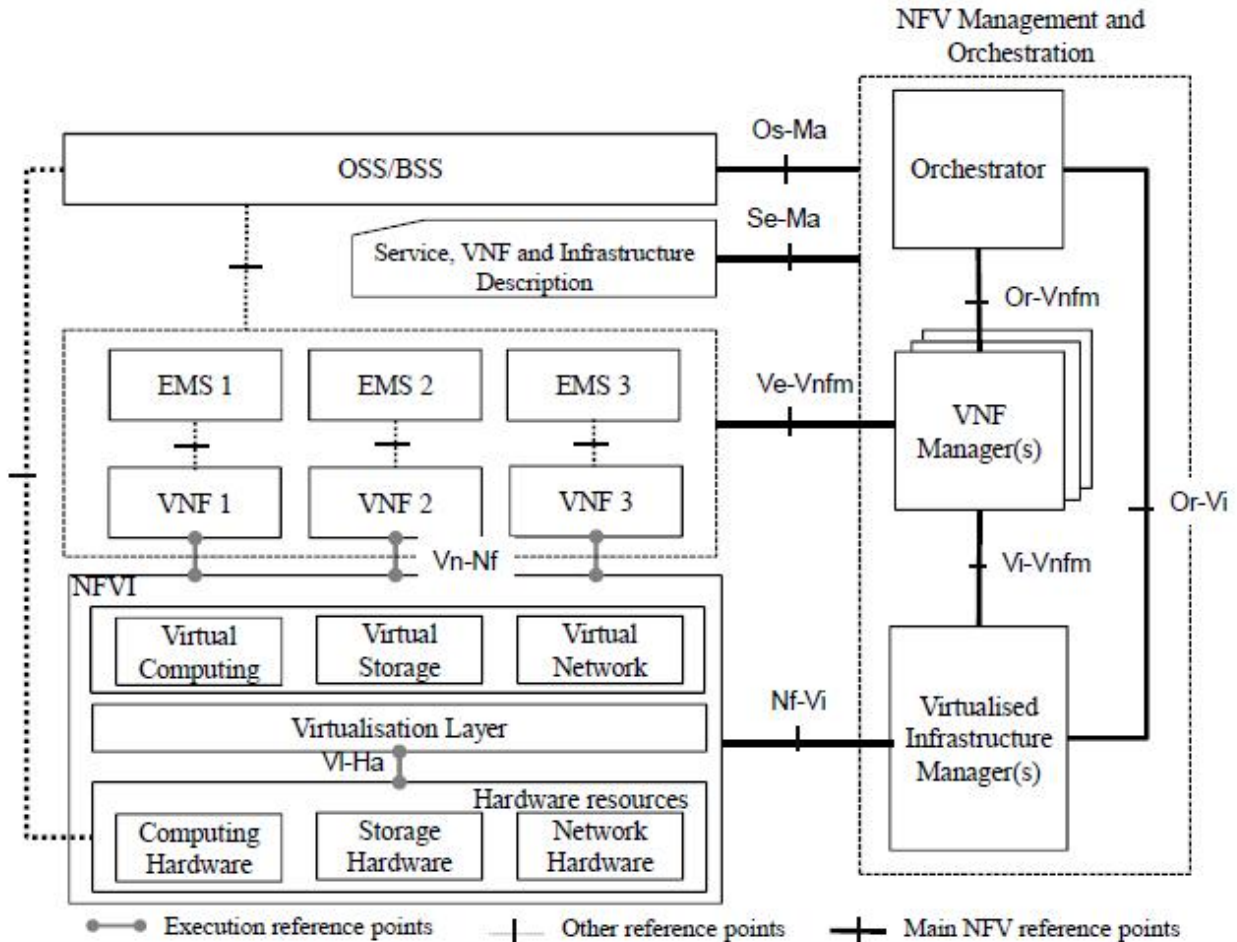 NFV Management and
Orchestration
Os-Ma
OSS/BSS
Orchestrator
Se-Ma
Service, VNF and Infrastructure
Description
Or-Vnfm
EMS 1
EMS 2
EMS 3
Ve-Vnfm
VNF
Manager(s)
VNF 1
VNF 2
VNF 3
Or-Vi
Vn-Nf
Vi-Vnfm
NFVI
Virtual
Computing
Virtual
Storage
Virtual
Network
Nf-Vi
Virtualised
Infrastructure
Manager(s)
Virtualisation Layer
Vl-Ha
Hardware resources
Computing
Hardware
Storage
Hardware
Network
Hardware
Execution reference points
Other reference points
Main NFV reference points